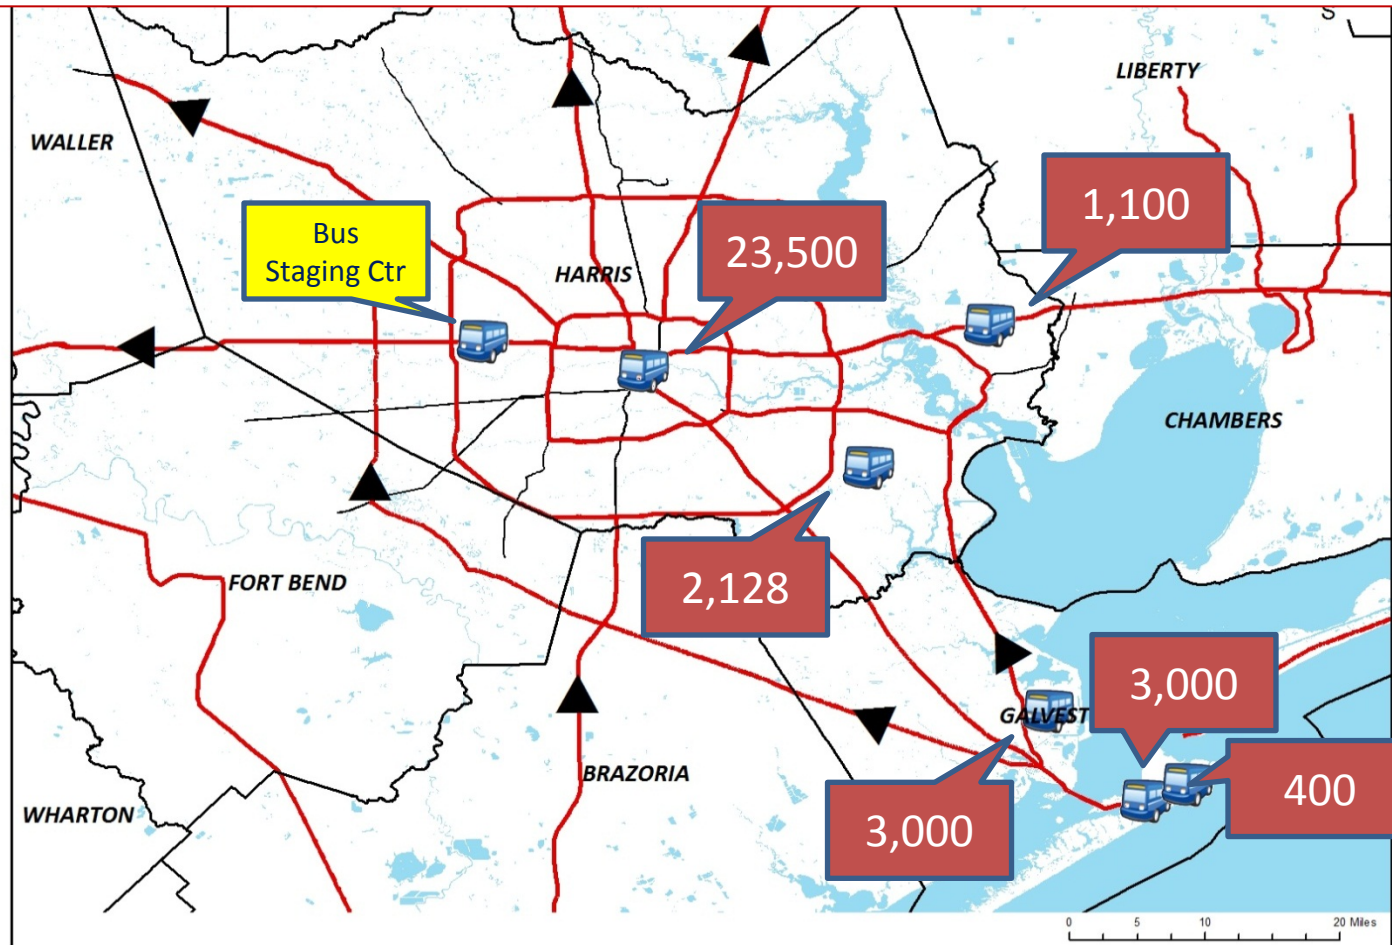 S
LIBERTY
WALLER
1,100
Bus
Staging Ctr
23,500
HARRIS
CHAMBERS
2,128
FORT BEND
3,000
GALVEST
BRAZORIA
400
WHARTON
3,000
0 5 10 20 Miles